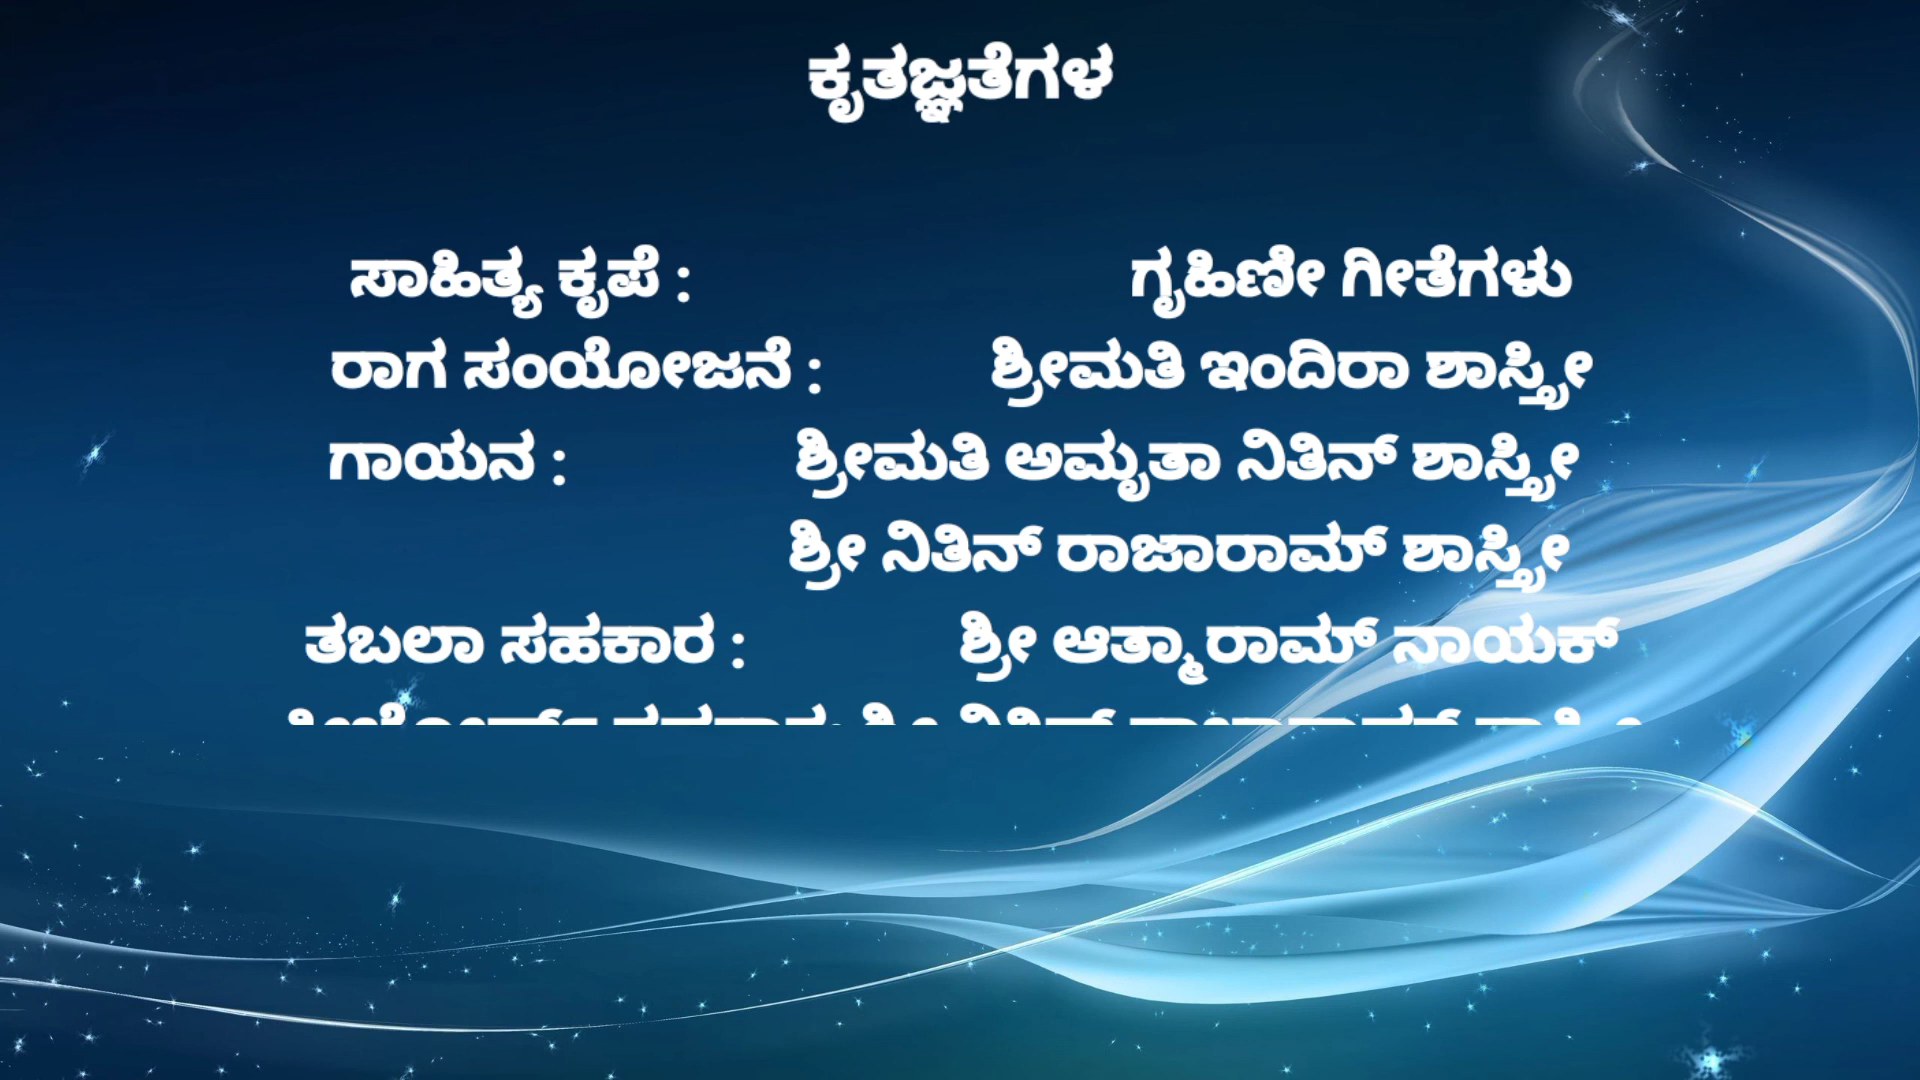 ಕೃತಜ್ಞತೆಗಳ
ಸಾಹಿತ್ಯ ಕೃಪೆ : ಗೃಹಿಣೀ ಗೀತೆಗಳು
ರಾಗ ಸಂಯೋಜನೆ : ಶ್ರೀಮತಿ ಇಂದಿರಾ ಶಾಸ್ತ್ರೀ
ಗಾಯನ : ಶ್ರೀಮತಿ ಅಮೃತಾ ನಿತಿನ್ ಶಾಸ್ತ್ರೀ
ಶ್ರೀ ನಿತಿನ್ ರಾಜಾರಾಮ್ ಶಾಸ್ತ್ರೀ
ತಬಲಾ ಸಹಕಾರ : ಶ್ರೀ ಆತ್ಮಾರಾಮ್ ನಾಯಕ್